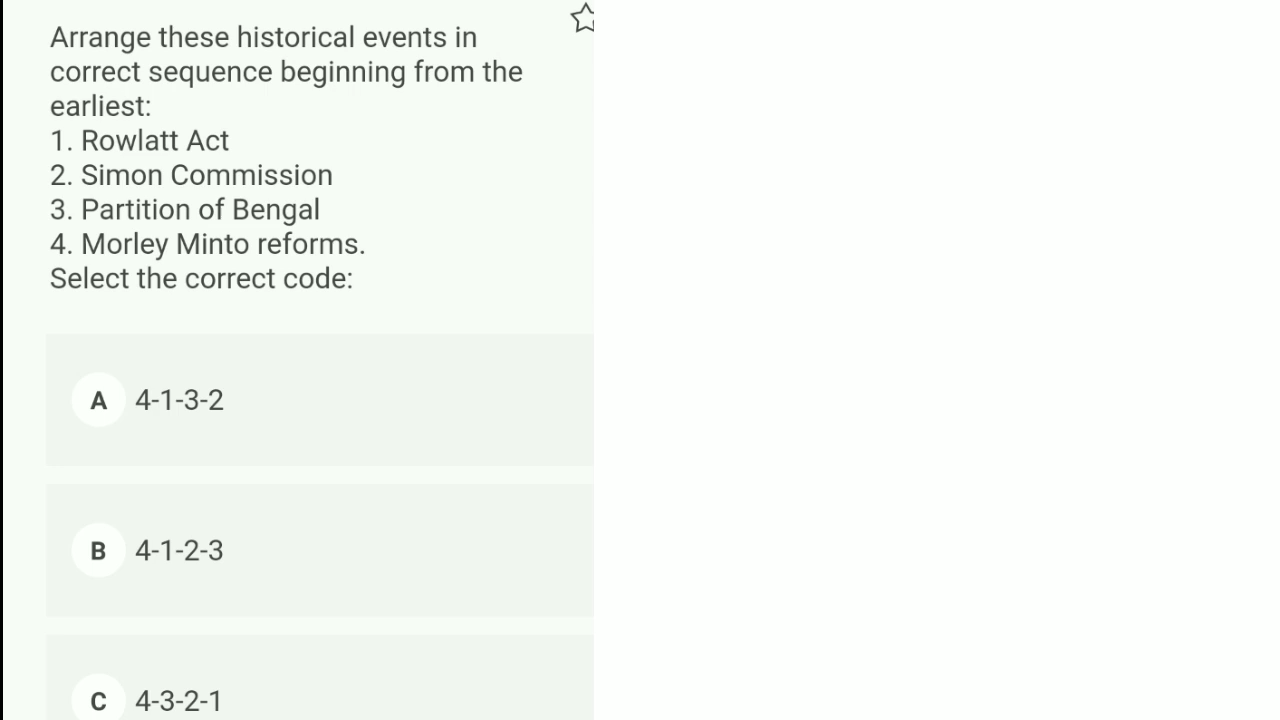 Arrange these historical events in
correct sequence beginning from the
earliest:
1. Rowlatt Act
2. Simon Commission
3. Partition of Bengal
4. Morley Minto reforms.
Select the correct code:
A 4-1-3-2
B 4-1-2-3
C 4-3-2-1